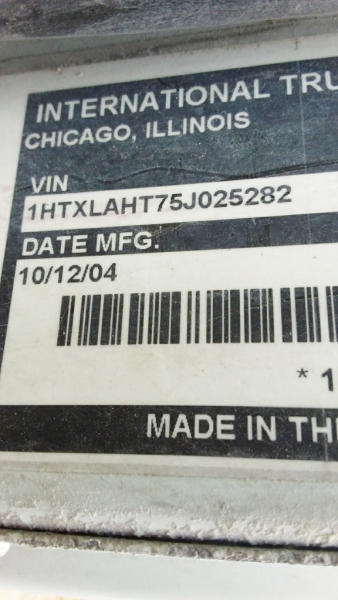 INTERNATIONAL TRU
CHICAGO, ILLINOIS
VIN
1HTXLAHT75J025282
DATE MFG.
10/12/04
* 1
MADE IN TH